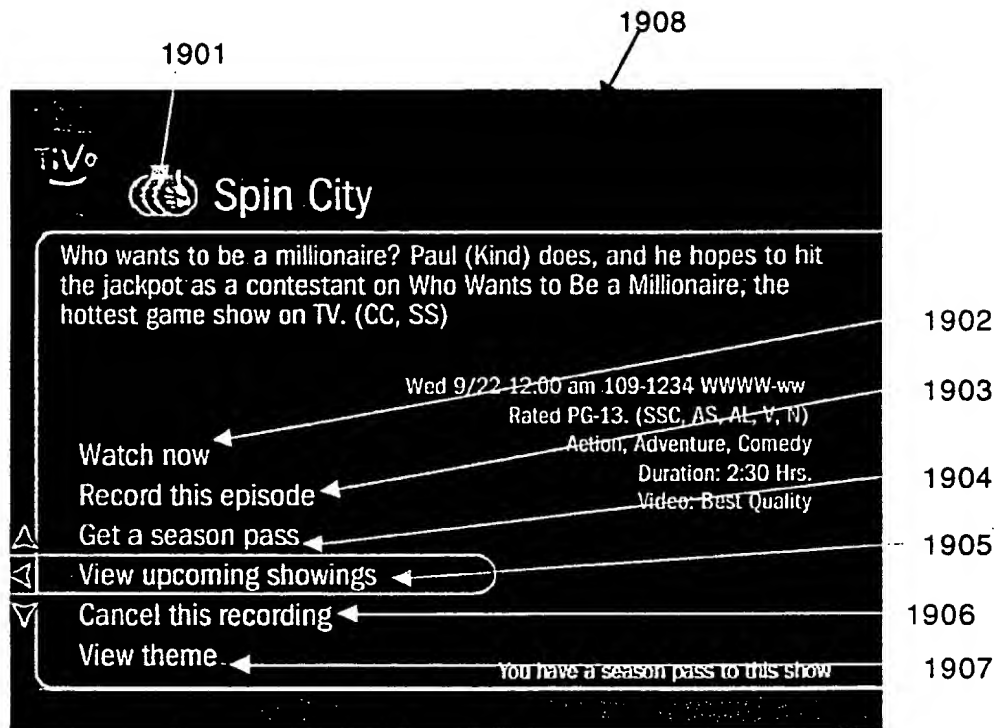 1908
1901
TiVo
Spin City
Who wants to be a millionaire? Paul (Kind) does, and he hopes to hit
the jackpot as a contestant on Who Wants to Be a Millionaire, the
hottest game show on TV. (CC, SS)
1902
Wed 9/22 12:00 am 109-1234 WWWW-ww
1903
Rated PG-13. (SSC, AS, AL, V, N)
Action, Adventure, Comedy
Watch now
Duration: 2:30 Hrs.
1904
Record this episode
Video: Best Quality
Get a season pass
1905
View upcoming showings
Cancel this recording
1906
View theme
You have a season pass to this show
1907